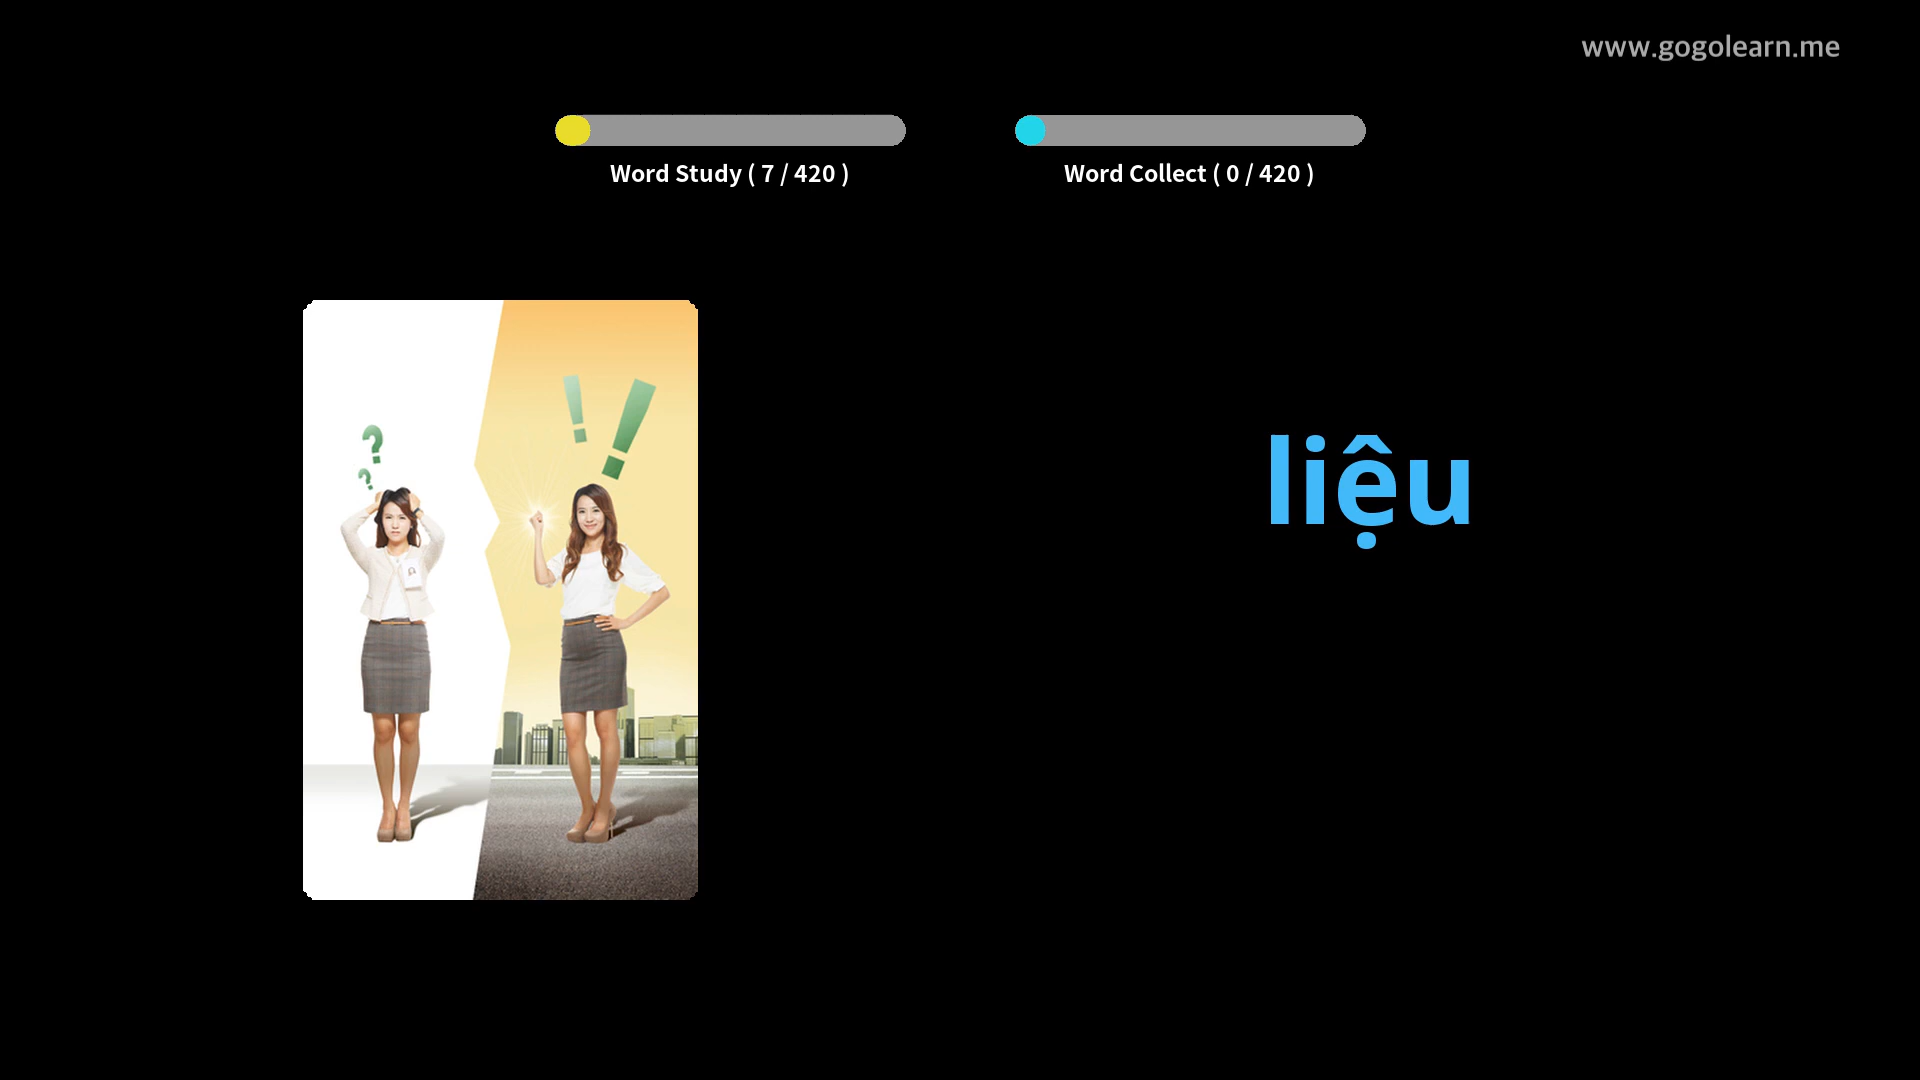 www.gogolearn.me
Word Study ( 7 / 420 )
Word Collect ( 0 / 420 )
? ?
! !
liệu